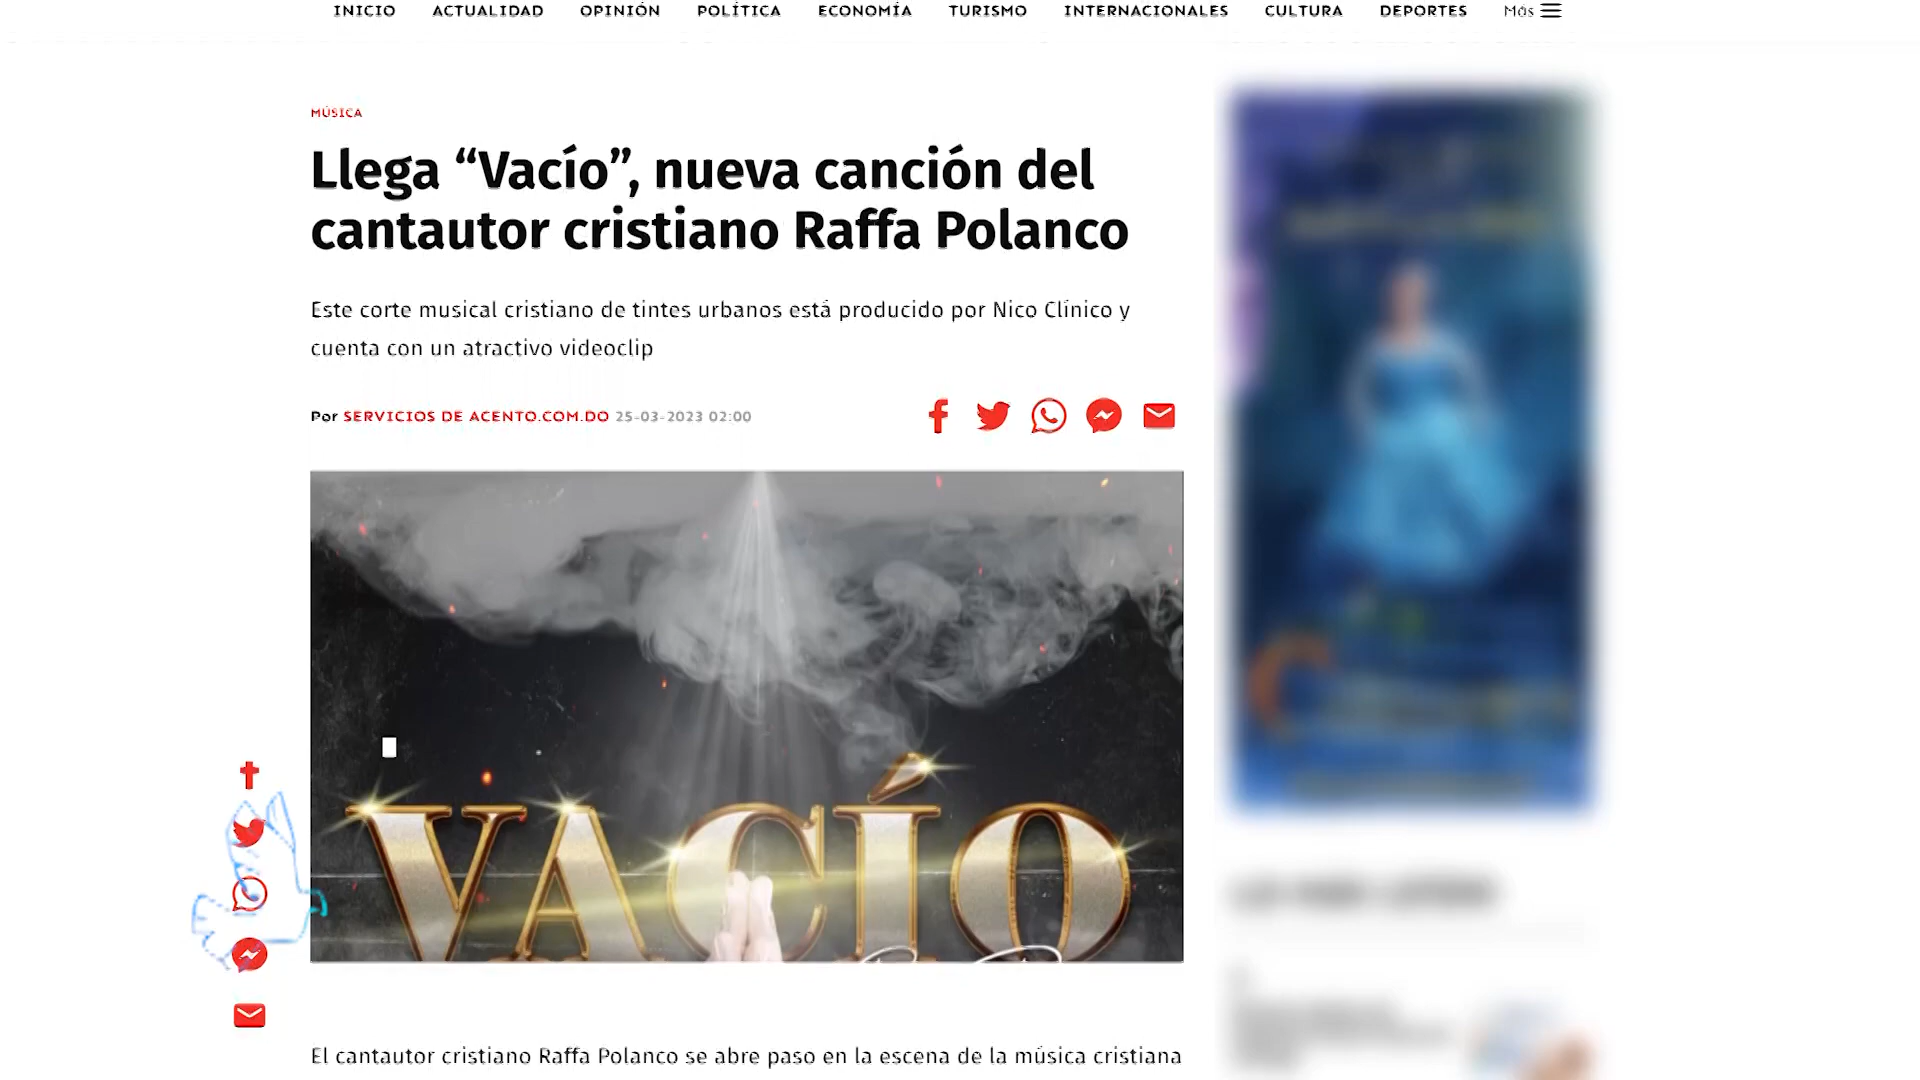 INICIO ACTUALIDAD OPINIÓN POLÍTICA ECONOMÍA TURISMO INTERNACIONALES CULTURA DEPORTES Más
MÚSICA
Llega “Vacío”, nueva canción del
cantautor cristiano Raffa Polanco
Este corte musical cristiano de tintes urbanos está producido por Nico Clínico y
cuenta con un atractivo videoclip
Por SERVICIOS DE ACENTO.COM.DO 25-03-2023 02:00
VACÍO
El cantautor cristiano Raffa Polanco se abre paso en la escena de la música cristiana